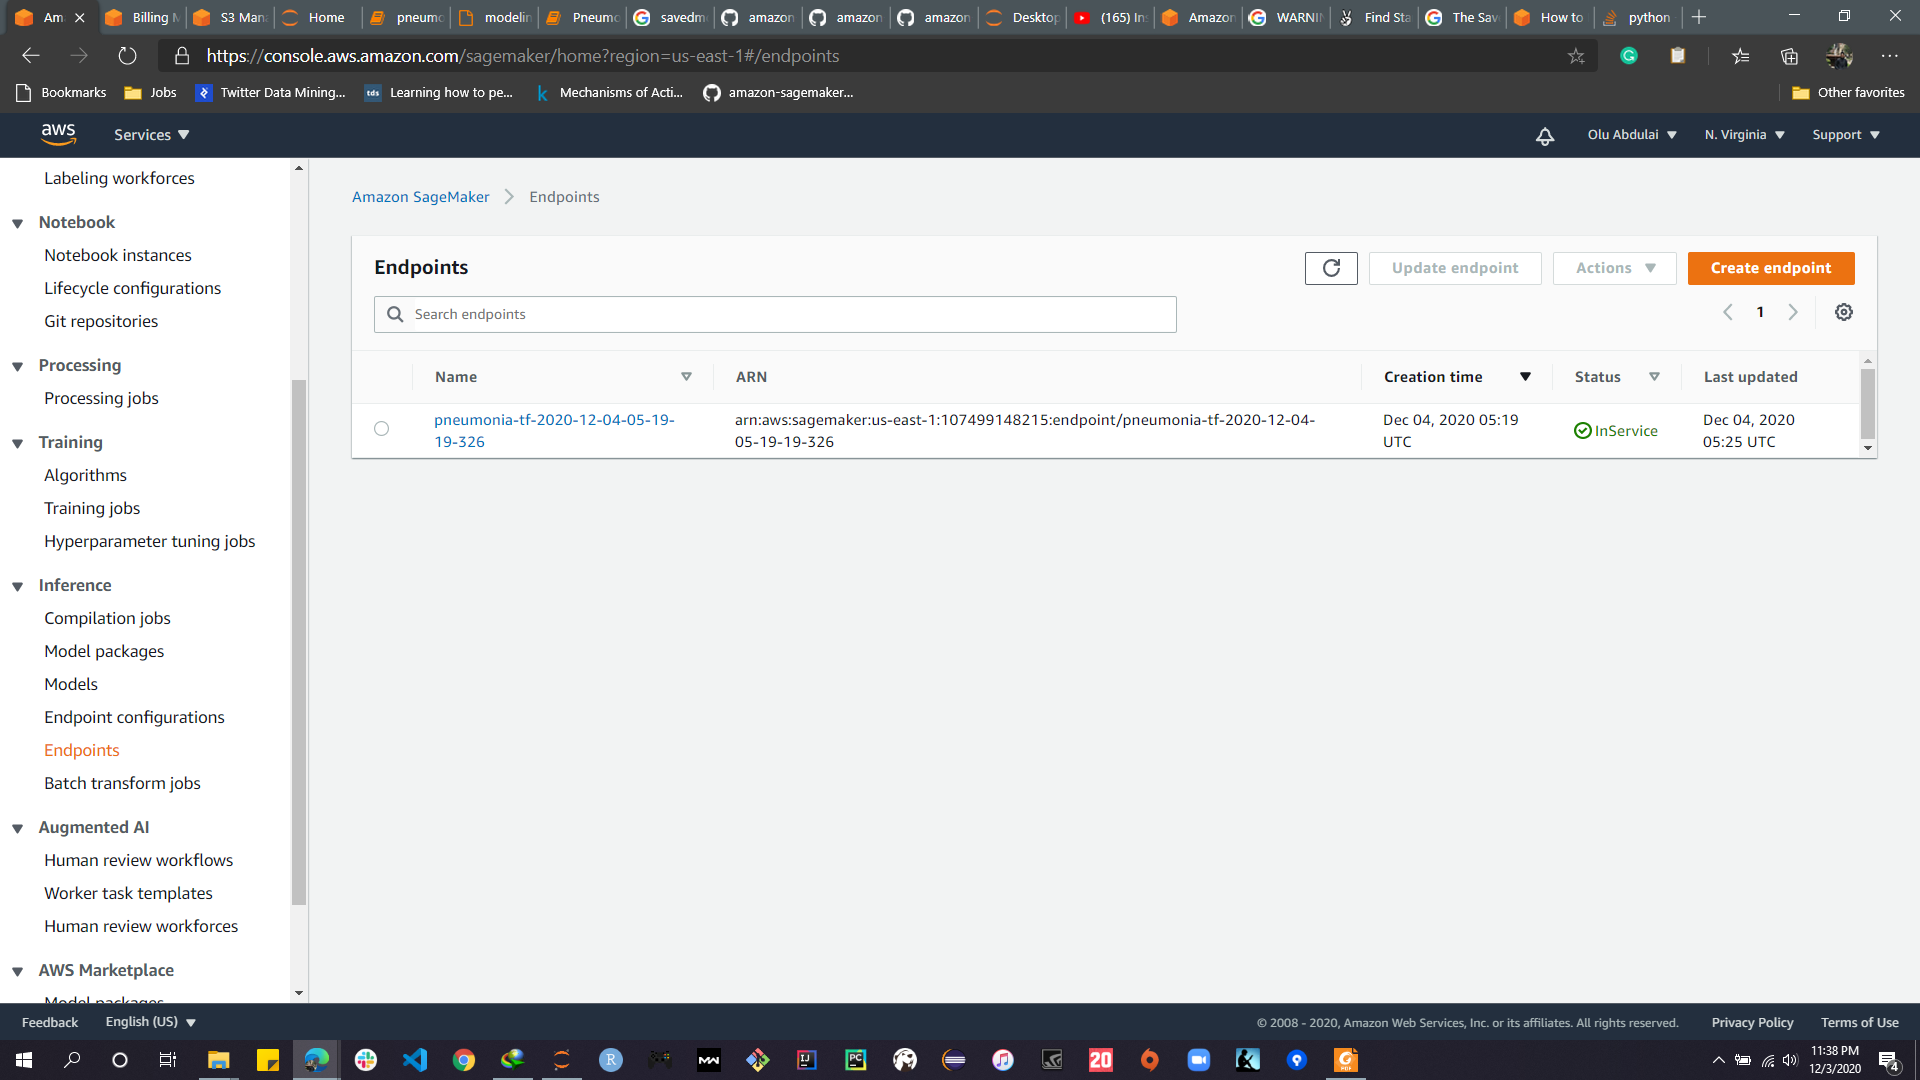 Am
Billing M
S3 Man
Home
pneumo
modelin
Pneumo
savedmo
amazon
amazon
amazon
Desktop
(165) In
Amazon
WARNIN
Find Sta
The Sav
How to
python
https://console.aws.amazon.com/sagemaker/home?region=us-east-1#/endpoints
Bookmarks
Jobs
Twitter Data Mining...
tds
Learning how to pe...
k
Mechanisms of Acti...
amazon-sagemaker...
Other favorites
aws
Services
Olu Abdulai
N. Virginia
Support
Labeling workforces
Notebook
Notebook instances
Lifecycle configurations
Git repositories
Processing
Processing jobs
Training
Algorithms
Training jobs
Hyperparameter tuning jobs
Inference
Compilation jobs
Model packages
Models
Endpoint configurations
Endpoints
Batch transform jobs
Augmented AI
Human review workflows
Worker task templates
Human review workforces
AWS Marketplace
Model packages
Amazon SageMaker
Endpoints
Endpoints
Update endpoint
Actions
Create endpoint
Search endpoints
1
Name
ARN
Creation time
Status
Last updated
pneumonia-tf-2020-12-04-05-19-
19-326
arn:aws:sagemaker:us-east-1:107499148215:endpoint/pneumonia-tf-2020-12-04-
05-19-19-326
Dec 04, 2020 05:19
UTC
InService
Dec 04, 2020
05:25 UTC
Feedback
English (US)
© 2008 - 2020, Amazon Web Services, Inc. or its affiliates. All rights reserved.
Privacy Policy
Terms of Use
R
MW
IJ
PC
20
PDF
11:38 PM
12/3/2020
4